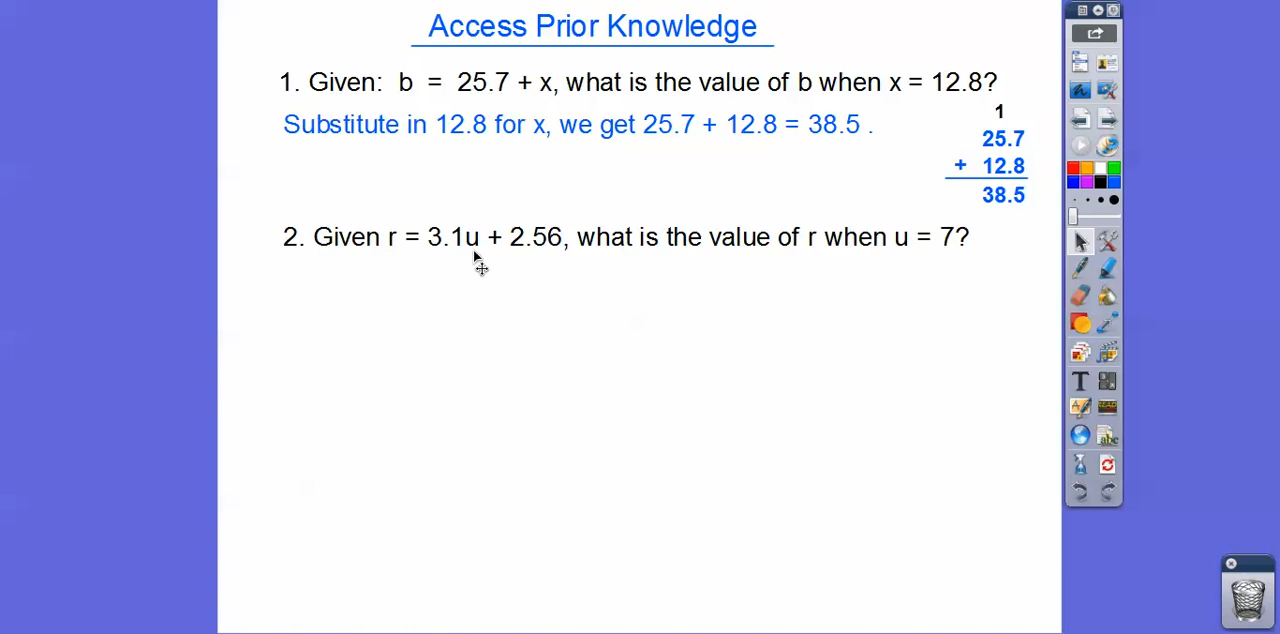 Access Prior Knowledge
1. Given: b = 25.7 + x, what is the value of b when x = 12.8?
Substitute in 12.8 for x, we get 25.7 + 12.8 = 38.5 .
1
25.7
+ 12.8
38.5
2. Given r = 3.1u + 2.56, what is the value of r when u = 7?